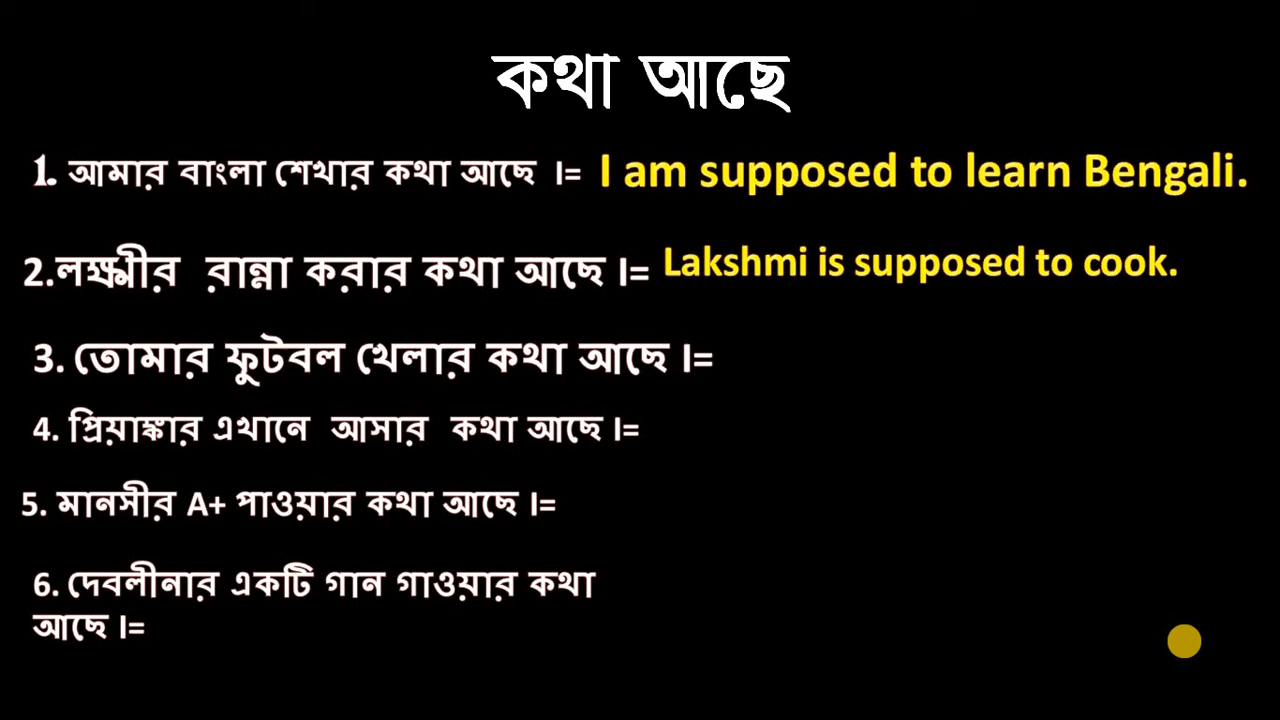 কথা আছে
1. আমার বাংলা শেখার কথা আছে ।= I am supposed to learn Bengali.
2.লক্ষ্মীর রান্না করার কথা আছে ।= Lakshmi is supposed to cook.
3. তোমার ফুটবল খেলার কথা আছে ।=
4. প্রিয়াঙ্কার এখানে আসার কথা আছে ।=
5. মানসীর A+ পাওয়ার কথা আছে ।=
6. দেবলীনার একটি গান গাওয়ার কথা
আছে ।=